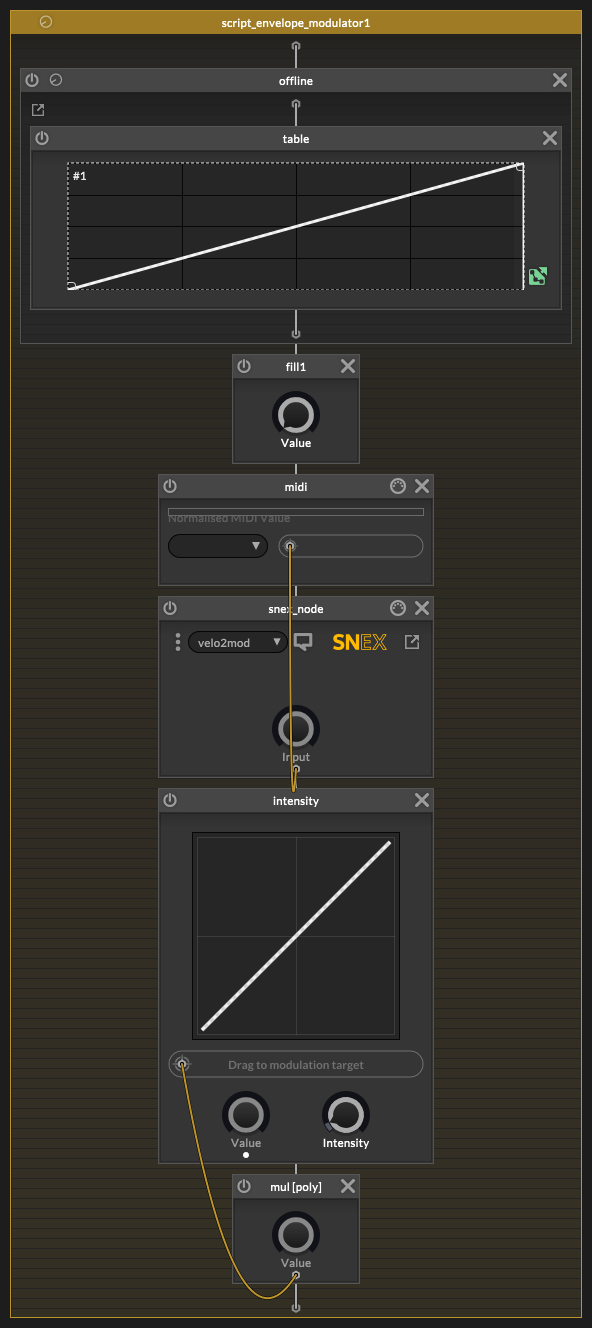 script_envelope_modulator1
offline
table
#1
fill1
Value
midi
Normalised MIDI Value
snex_node
velo2mod
SNEX
Input
intensity
Drag to modulation target
Value
Intensity
mul [poly]
Value